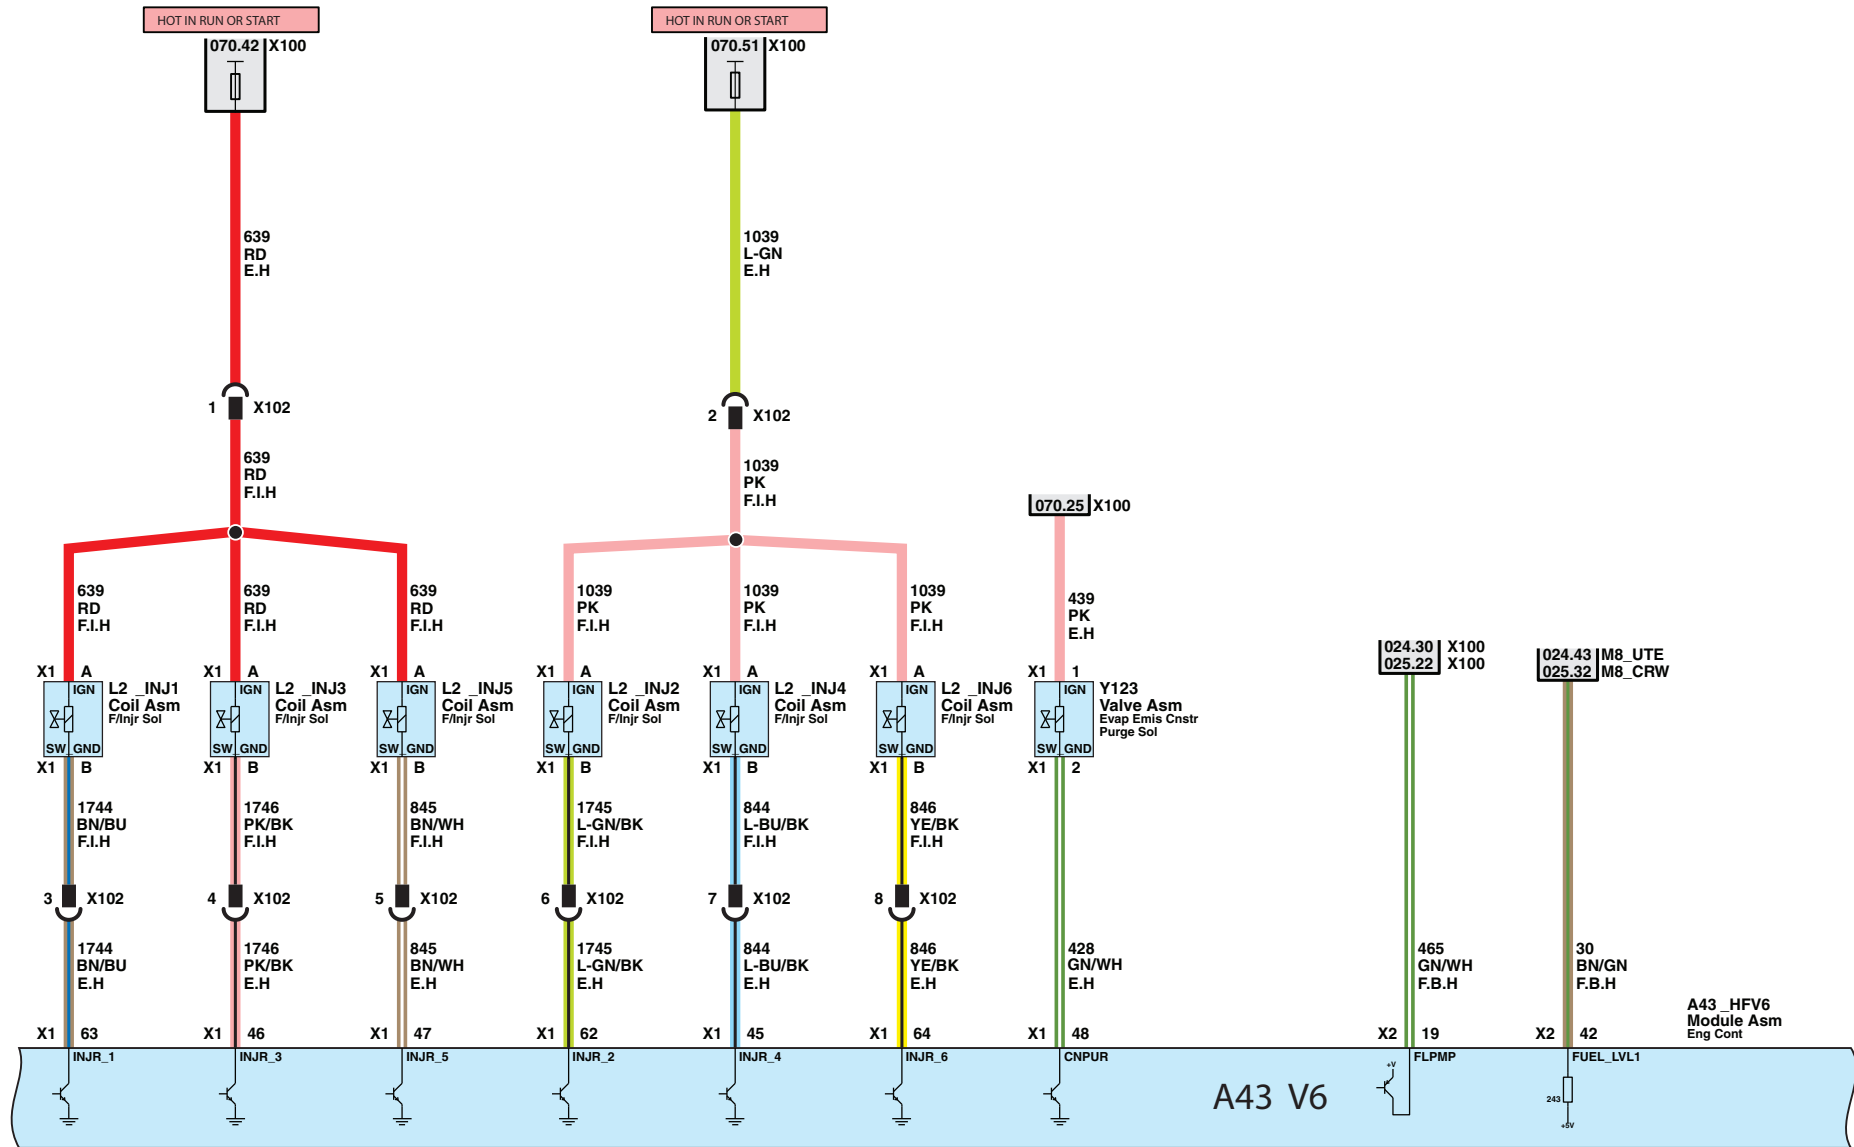 HOT IN RUN OR START
HOT IN RUN OR START
070.42 X100
070.51 X100
639
RD
E.H
1039
L-GN
E.H
1 X102
2 X102
639
RD
F.I.H
1039
PK
F.I.H
070.25 X100
639
RD
F.I.H
639
RD
F.I.H
639
RD
F.I.H
1039
PK
F.I.H
1039
PK
F.I.H
1039
PK
F.I.H
439
PK
E.H
024.30 X100
025.22 X100
024.43 M8_UTE
025.32 M8_CRW
X1 A
IGN
L2 _INJ1
Coil Asm
F/Injr Sol
SW GND
X1 B
X1 A
IGN
L2 _INJ3
Coil Asm
F/Injr Sol
SW GND
X1 B
X1 A
IGN
L2 _INJ5
Coil Asm
F/Injr Sol
SW GND
X1 B
X1 A
IGN
L2 _INJ2
Coil Asm
F/Injr Sol
SW GND
X1 B
X1 A
IGN
L2 _INJ4
Coil Asm
F/Injr Sol
SW GND
X1 B
X1 A
IGN
L2 _INJ6
Coil Asm
F/Injr Sol
SW GND
X1 B
X1 1
IGN
Y123
Valve Asm
Evap Emis Cnstr
Purge Sol
SW GND
X1 2
1744
BN/BU
F.I.H
1746
PK/BK
F.I.H
845
BN/WH
F.I.H
1745
L-GN/BK
F.I.H
844
L-BU/BK
F.I.H
846
YE/BK
F.I.H
3 X102
4 X102
5 X102
6 X102
7 X102
8 X102
1744
BN/BU
E.H
1746
PK/BK
E.H
845
BN/WH
E.H
1745
L-GN/BK
E.H
844
L-BU/BK
E.H
846
YE/BK
E.H
428
GN/WH
E.H
465
GN/WH
F.B.H
30
BN/GN
F.B.H
A43 _HFV6
Module Asm
Eng Cont
X1 63
X1 46
X1 47
X1 62
X1 45
X1 64
X1 48
X2 19
X2 42
INJR_1
INJR_3
INJR_5
INJR_2
INJR_4
INJR_6
CNPUR
FLPMP
FUEL_LVL1
A43 V6
+V
243
+5V